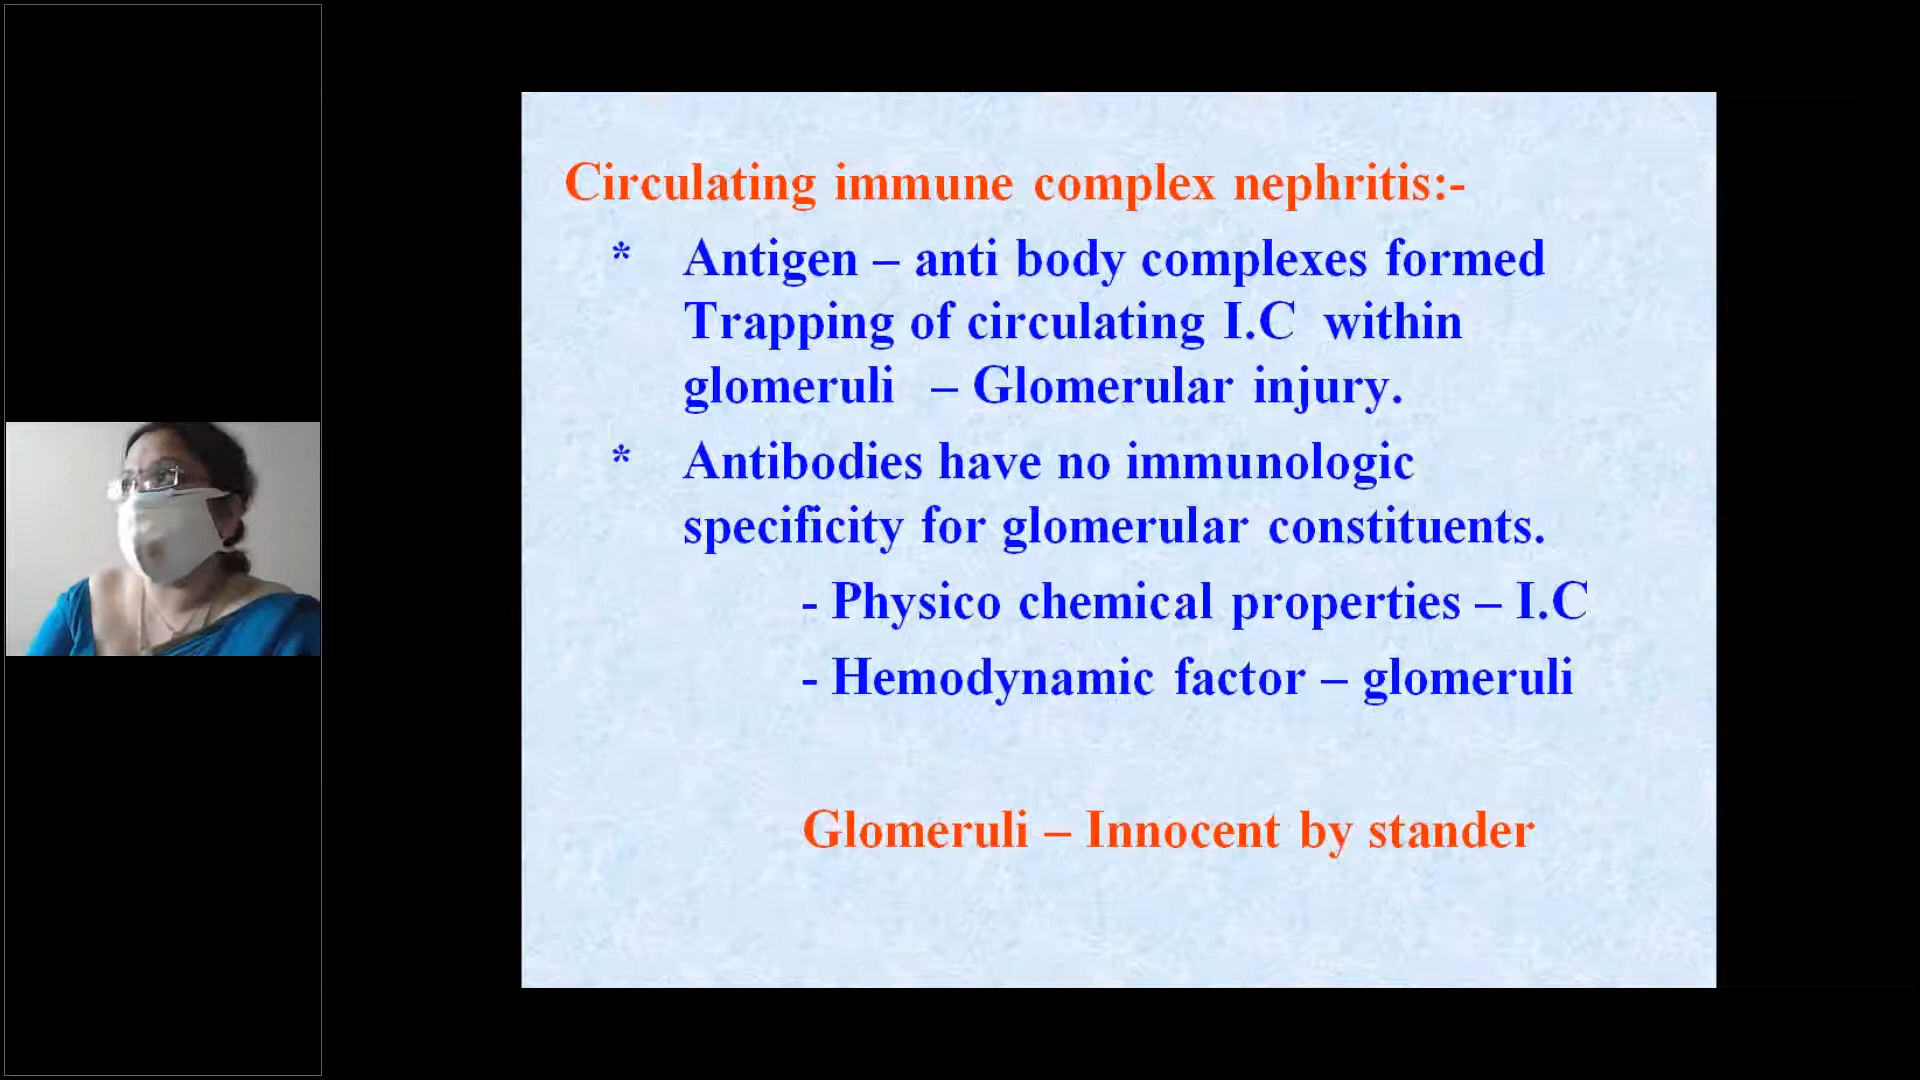 Circulating immune complex nephritis:-
* Antigen – anti body complexes formed
Trapping of circulating I.C within
glomeruli – Glomerular injury.
* Antibodies have no immunologic
specificity for glomerular constituents.
- Physico chemical properties – I.C
- Hemodynamic factor – glomeruli
Glomeruli – Innocent by stander